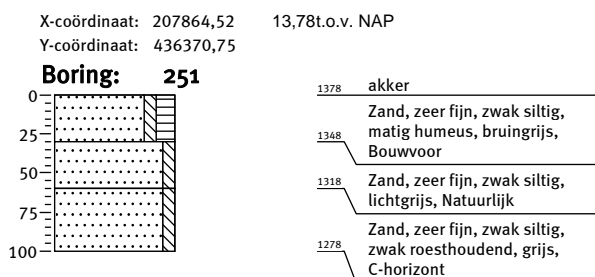 X-coördinaat: 207864,52 13,78t.o.v. NAP
Y-coördinaat: 436370,75
Boring: 251
0
25
50
75
100
1378 akker
Zand, zeer fijn, zwak siltig,
1348 matig humeus, bruingrijs,
Bouwvoor
1318 Zand, zeer fijn, zwak siltig,
lichtgrijs, Natuurlijk
Zand, zeer fijn, zwak siltig,
1278 zwak roesthoudend, grijs,
C-horizont